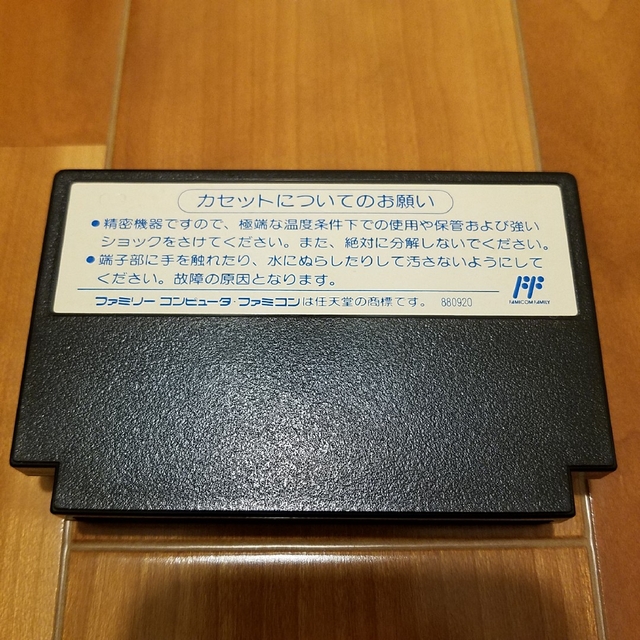 カセットについてのお願い
●精密機器ですので、極端な温度条件下での使用や保管および強い
ショックをさけてください。また、絶対に分解しないでください。
●端子部に手を触れたり、水にぬらしたりして汚さないようにして
ください。故障の原因となります。
ファミリー コンピュータ・ファミコンは任天堂の商標です。 880920
FF
FAMICOM FAMILY